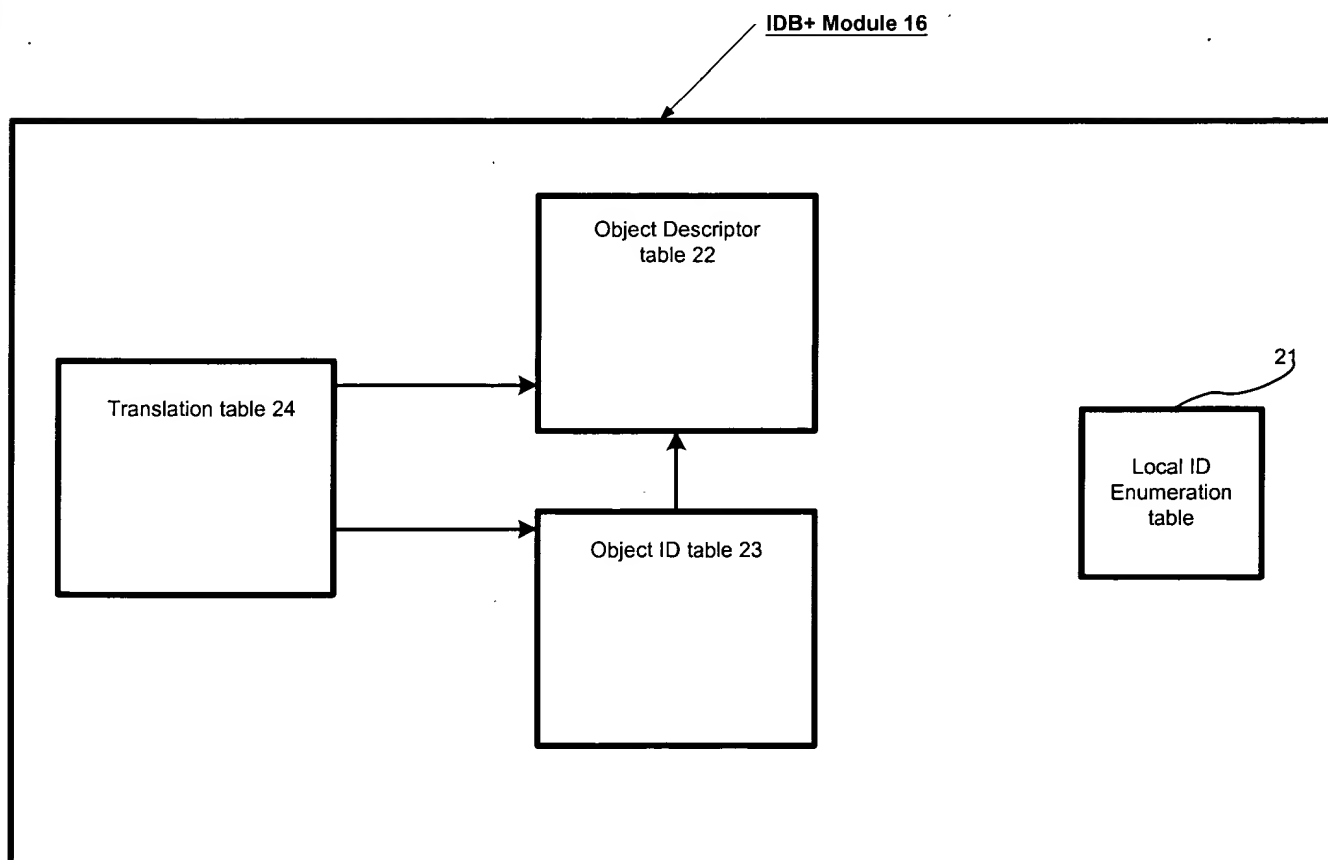 IDB+ Module 16
Object Descriptor
table 22
Translation table 24
21
Local ID
Enumeration
table
Object ID table 23